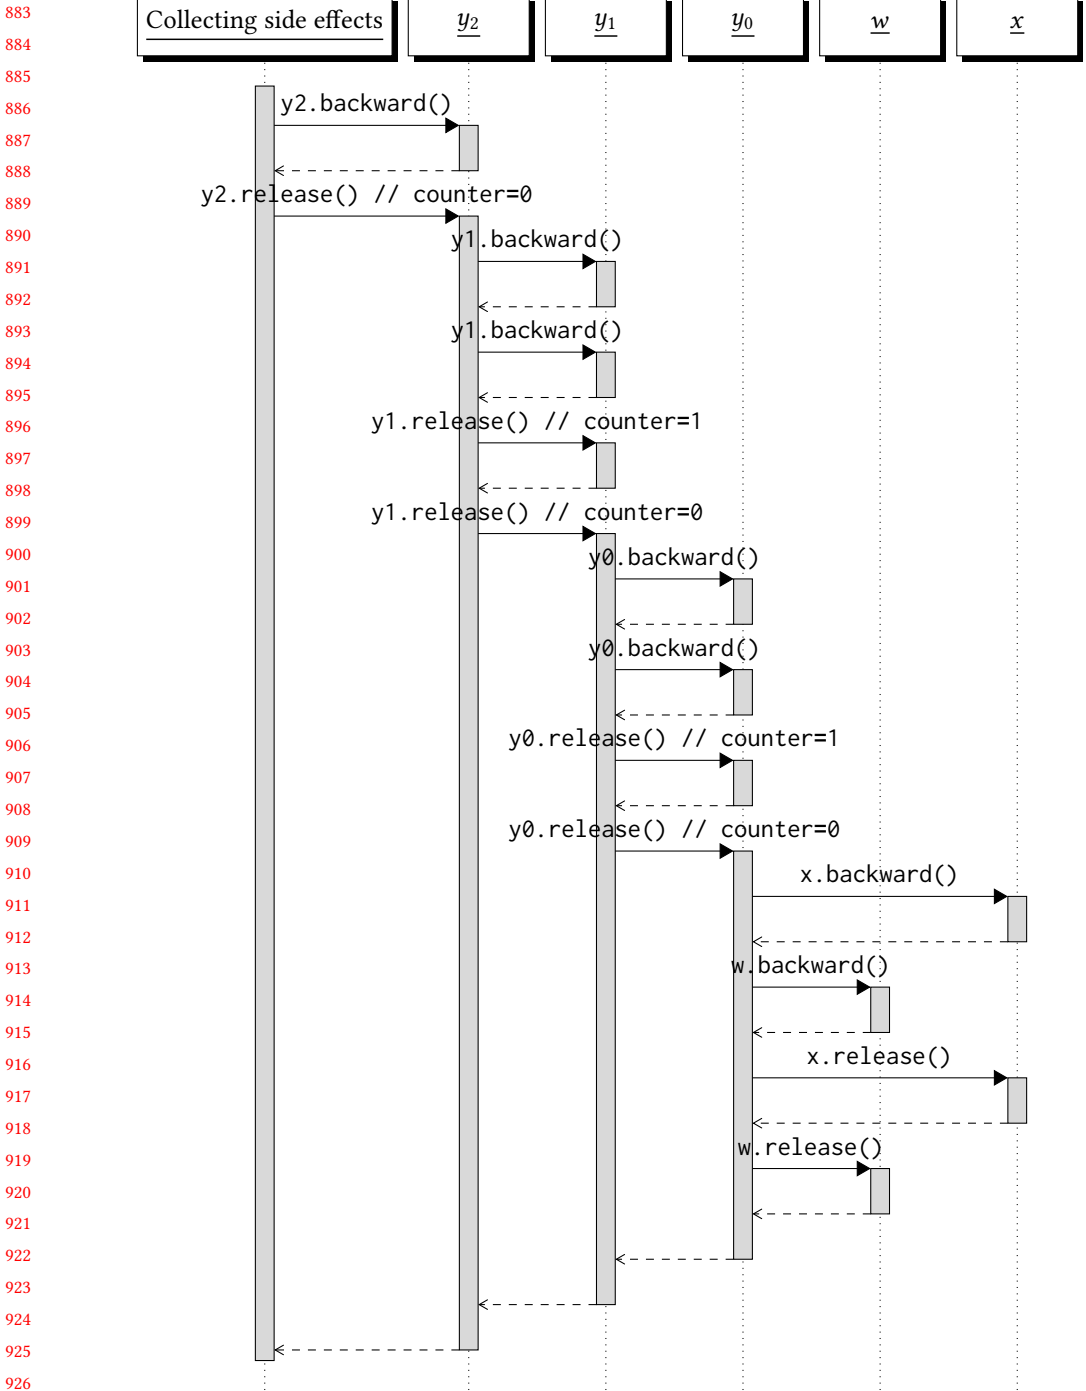 883 Collecting side effects y2 y1 y0 w x
884
885
886 y2.backward()
887
888
889 y2.release() // counter=0
890 y1.backward()
891
892
893 y1.backward()
894
895
896 y1.release() // counter=1
897
898
899 y1.release() // counter=0
900 y0.backward()
901
902
903 y0.backward()
904
905
906 y0.release() // counter=1
907
908
909 y0.release() // counter=0
910 x.backward()
911
912
913 w.backward()
914
915
916 x.release()
917
918
919 w.release()
920
921
922
923
924
925
926